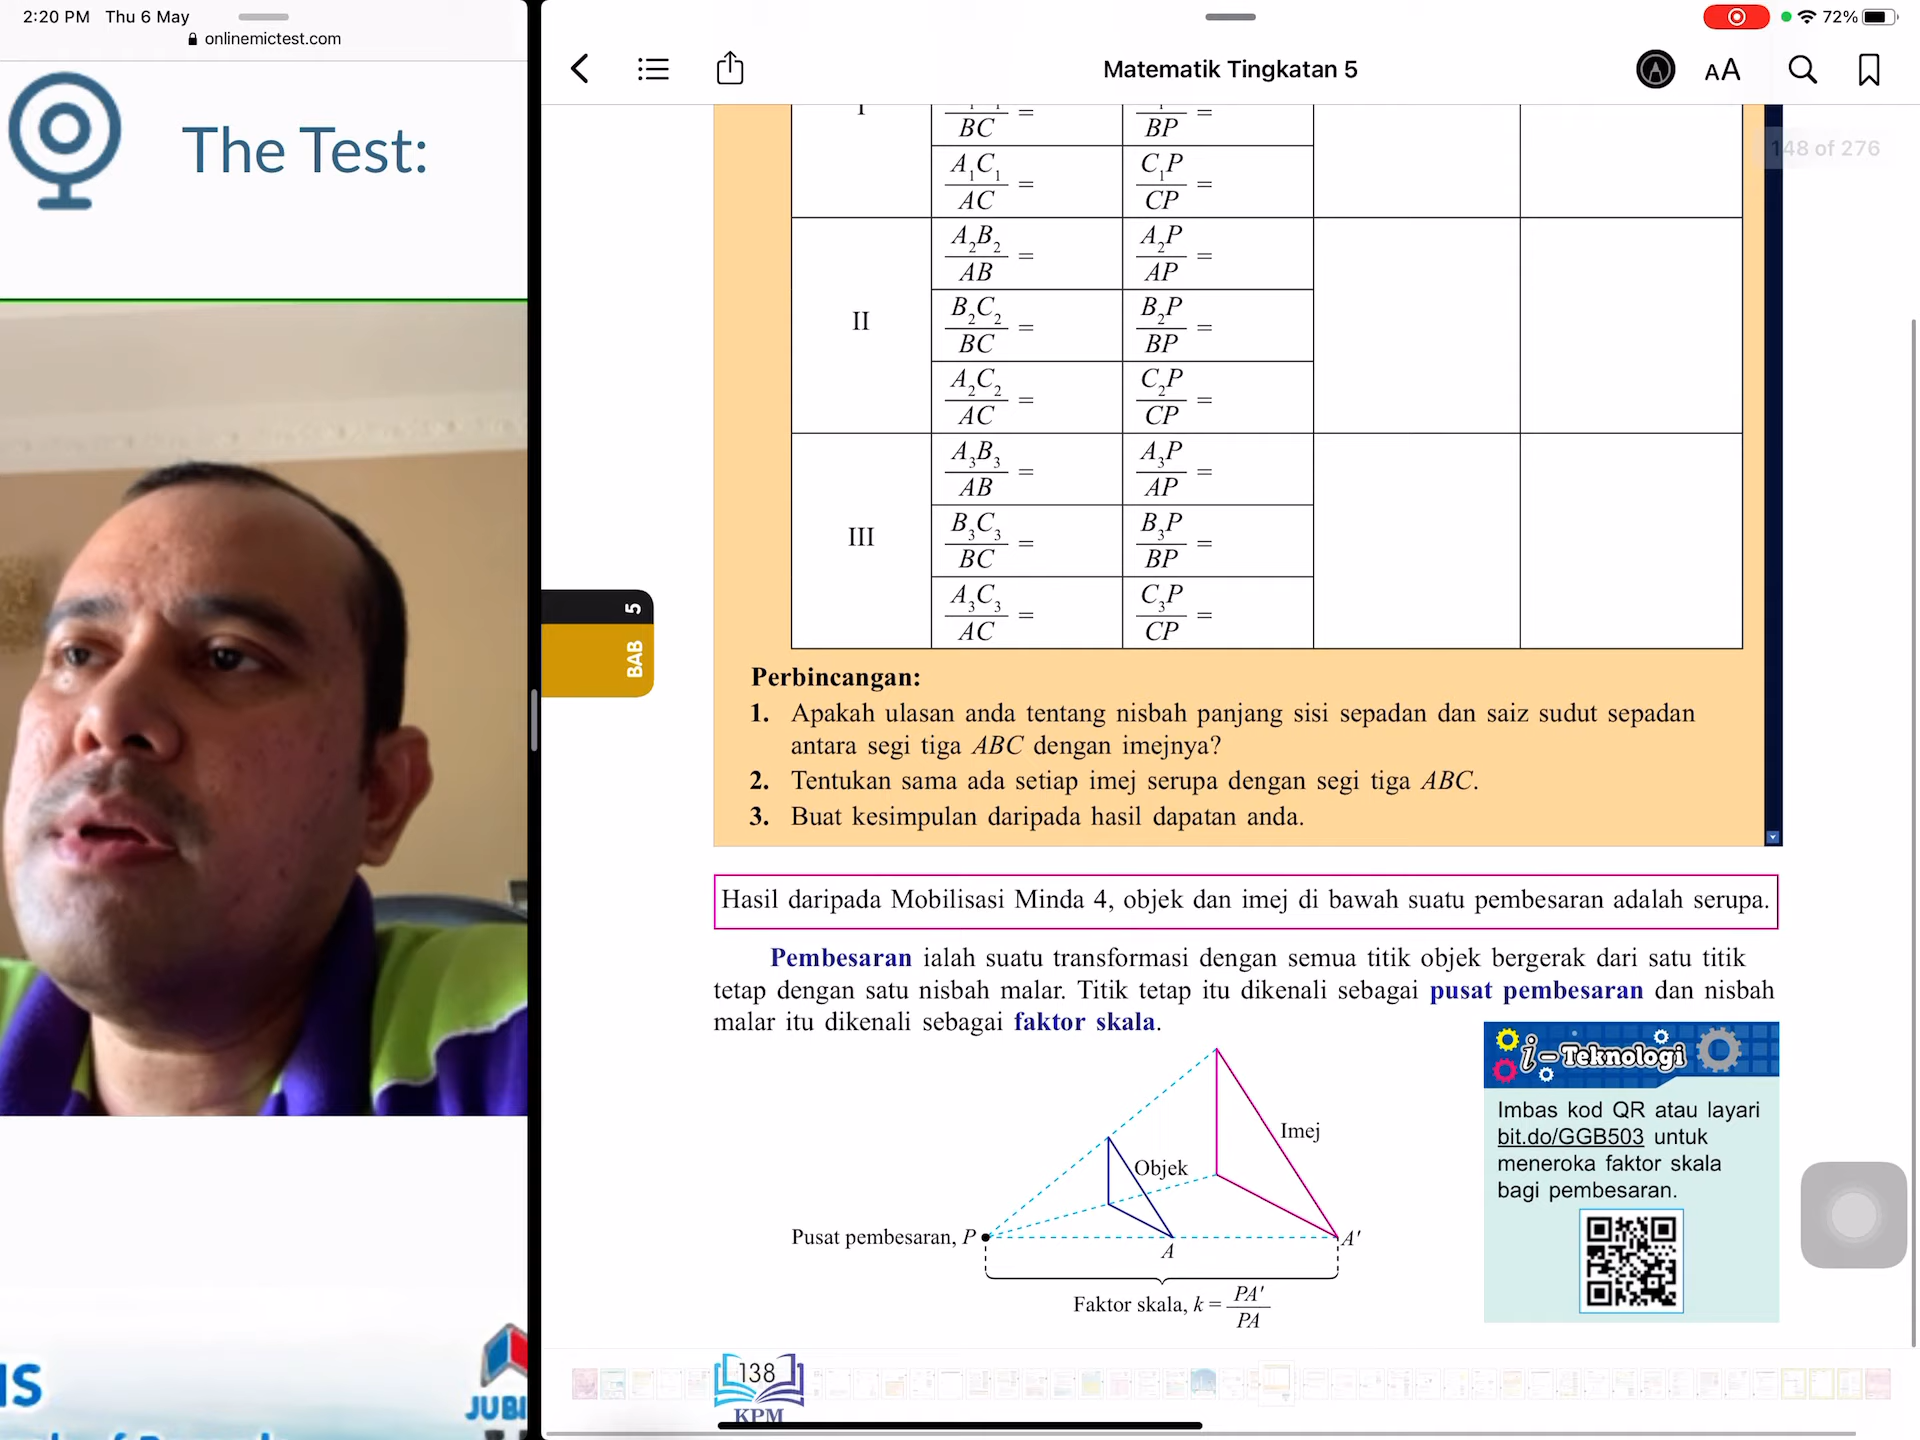 2:20 PM Thu 6 May
onlinemictest.com
72%
The Test:
Matematik Tingkatan 5
AA
148 of 276
I
BC = BP =
A₁C₁/AC = C₁P/CP =
A₂B₂/AB = A₂P/AP =
II B₂C₂/BC = B₂P/BP =
A₂C₂/AC = C₂P/CP =
A₃B₃/AB = A₃P/AP =
III B₃C₃/BC = B₃P/BP =
A₃C₃/AC = C₃P/CP =
BAB 5
Perbincangan:
1. Apakah ulasan anda tentang nisbah panjang sisi sepadan dan saiz sudut sepadan
antara segi tiga ABC dengan imejnya?
2. Tentukan sama ada setiap imej serupa dengan segi tiga ABC.
3. Buat kesimpulan daripada hasil dapatan anda.
Hasil daripada Mobilisasi Minda 4, objek dan imej di bawah suatu pembesaran adalah serupa.
Pembesaran ialah suatu transformasi dengan semua titik objek bergerak dari satu titik
tetap dengan satu nisbah malar. Titik tetap itu dikenali sebagai pusat pembesaran dan nisbah
malar itu dikenali sebagai faktor skala.
Imej
Objek
Pusat pembesaran, P
A
A'
Faktor skala, k = PA'/PA
i-Teknologi
Imbas kod QR atau layari
bit.do/GGB503 untuk
meneroka faktor skala
bagi pembesaran.
138
KPM
IS
JUBI